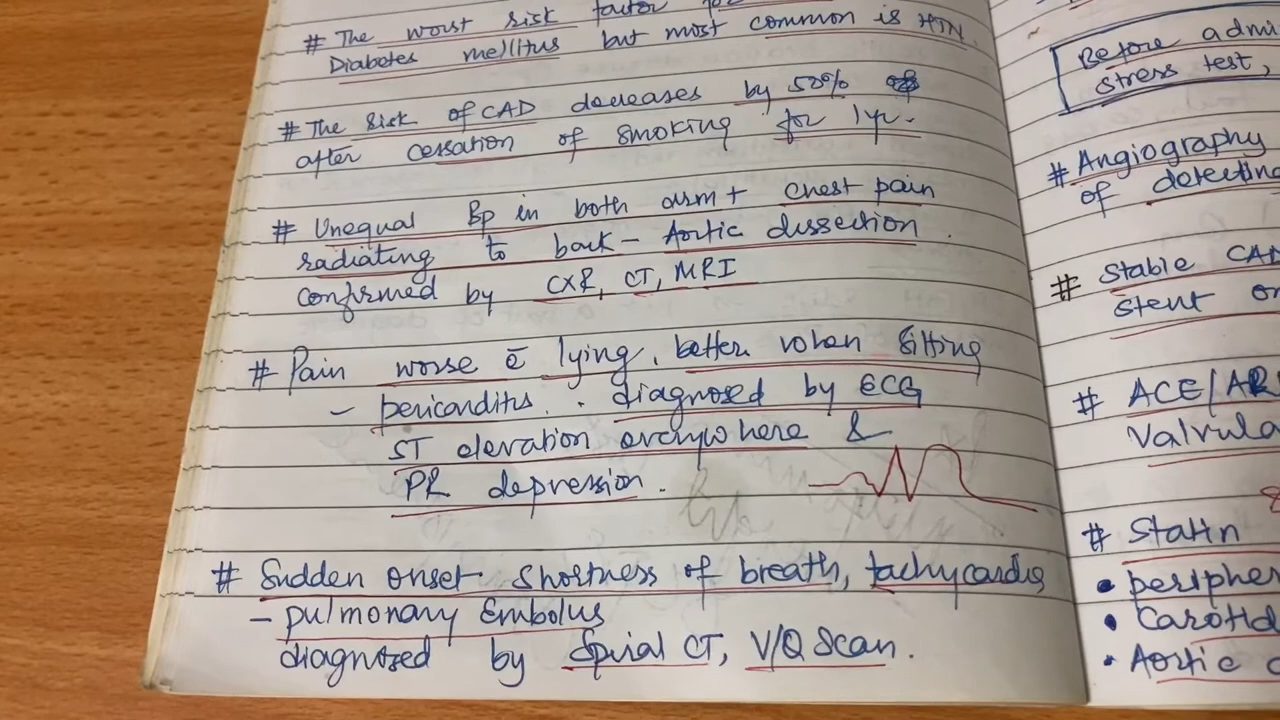 # The worst risk factor for
Diabetes mellitus but most common is HTN.
# The Risk of CAD decreases by 50%
after cessation of smoking for 1yr.
# Unequal Bp in both arm + chest pain
radiating to back - Aortic dissection.
confirmed by CXR, CT, MRI
# Pain worse c̄ lying, better when sitting
- pericarditis. . diagnosed by ECG
ST elevation everywhere &
PR depression.
# Sudden onset shortness of breath, tachycardia
- pulmonary Embolus
diagnosed by Spiral CT, V/Q Scan.
Before admi
stress test,
# Angiography
of detecting
# Stable CAD
stent or
# ACE/AR
Valvula
# Statin
• peripher
• Carotid
• Aortic